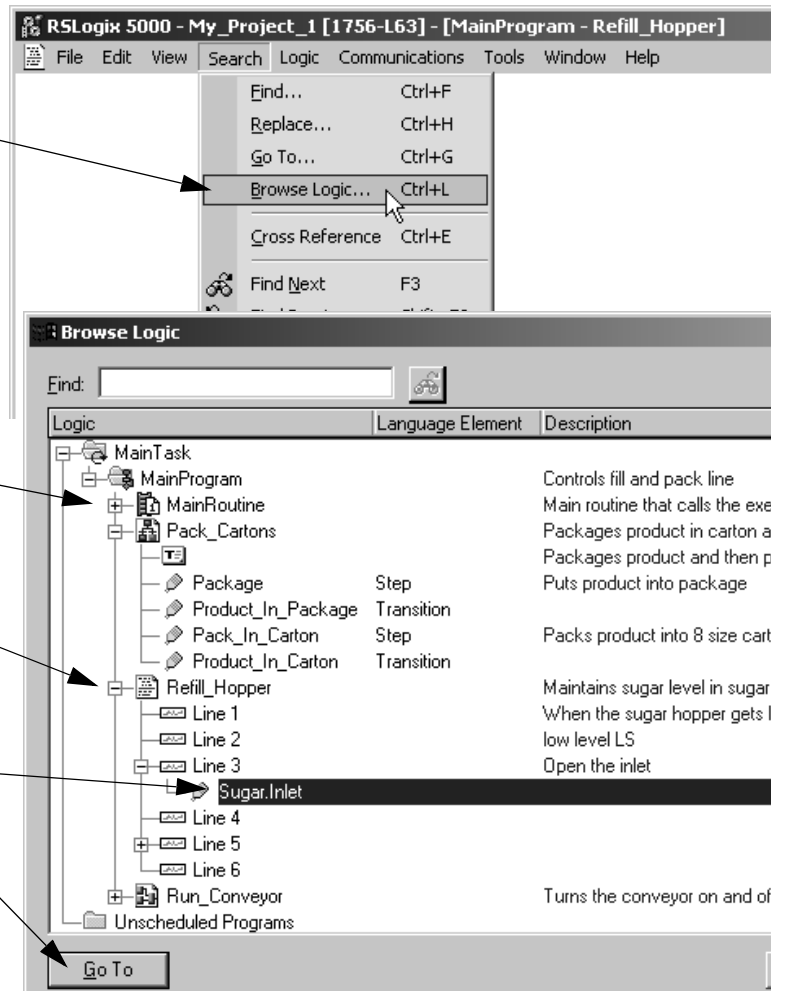 RSLogix 5000 - My_Project_1 [1756-L63] - [MainProgram - Refill_Hopper]
File Edit View Search Logic Communications Tools Window Help
Find... Ctrl+F
Replace... Ctrl+H
Go To... Ctrl+G
Browse Logic... Ctrl+L
Cross Reference Ctrl+E
Find Next F3
Browse Logic
Find:
Logic Language Element Description
MainTask
MainProgram Controls fill and pack line
MainRoutine Main routine that calls the exe
Pack_Cartons Packages product in carton a
Packages product and then p
Package Step Puts product into package
Product_In_Package Transition
Pack_In_Carton Step Packs product into 8 size cart
Product_In_Carton Transition
Refill_Hopper Maintains sugar level in sugar
Line 1 When the sugar hopper gets l
Line 2 low level LS
Line 3 Open the inlet
Sugar.Inlet
Line 4
Line 5
Line 6
Run_Conveyor Turns the conveyor on and of
Unscheduled Programs
Go To